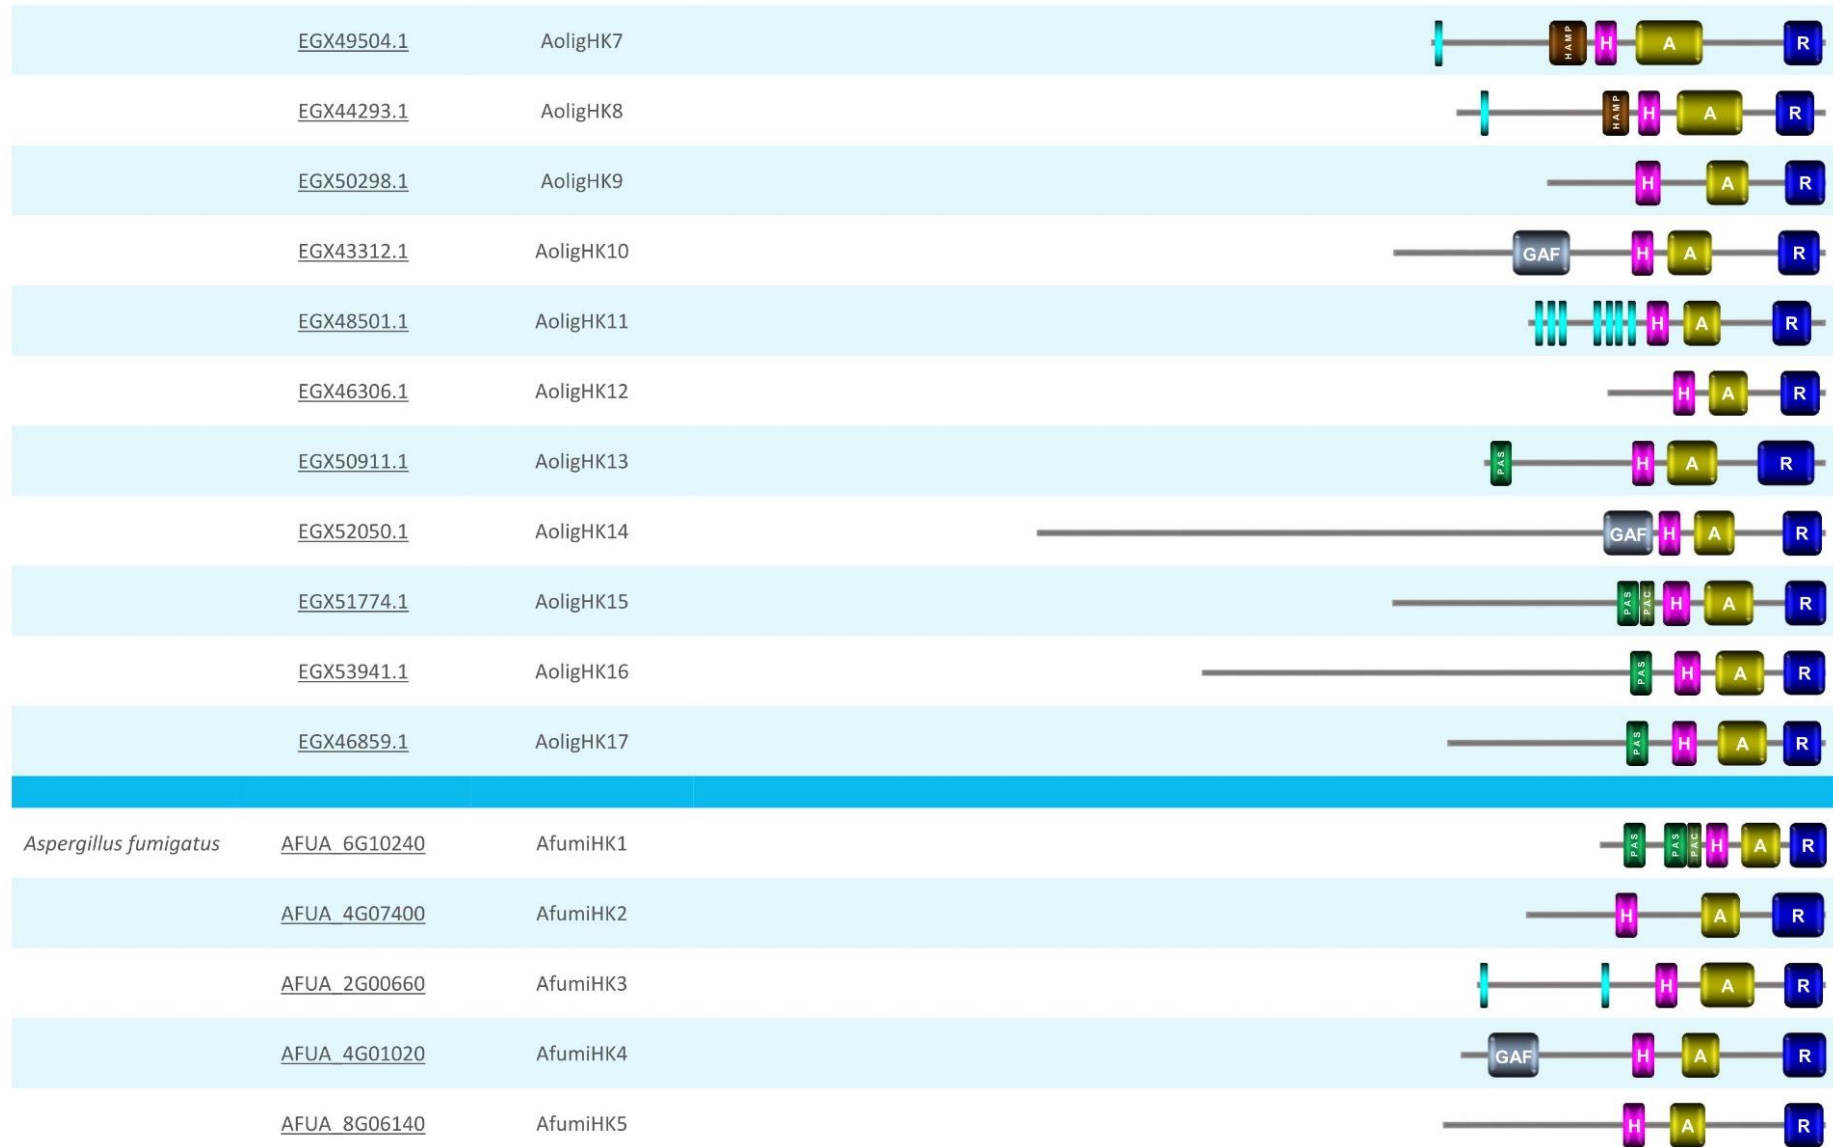 EGX49504.1 AoligHK7 HAMP H A R
EGX44293.1 AoligHK8 HAMP H A R
EGX50298.1 AoligHK9 H A R
EGX43312.1 AoligHK10 GAF H A R
EGX48501.1 AoligHK11 H A R
EGX46306.1 AoligHK12 H A R
EGX50911.1 AoligHK13 PAS H A R
EGX52050.1 AoligHK14 GAF H A R
EGX51774.1 AoligHK15 PAS PAC H A R
EGX53941.1 AoligHK16 PAS H A R
EGX46859.1 AoligHK17 PAS H A R
Aspergillus fumigatus AFUA_6G10240 AfumiHK1 PAS PAS PAC H A R
AFUA_4G07400 AfumiHK2 H A R
AFUA_2G00660 AfumiHK3 H A R
AFUA_4G01020 AfumiHK4 GAF H A R
AFUA_8G06140 AfumiHK5 H A R